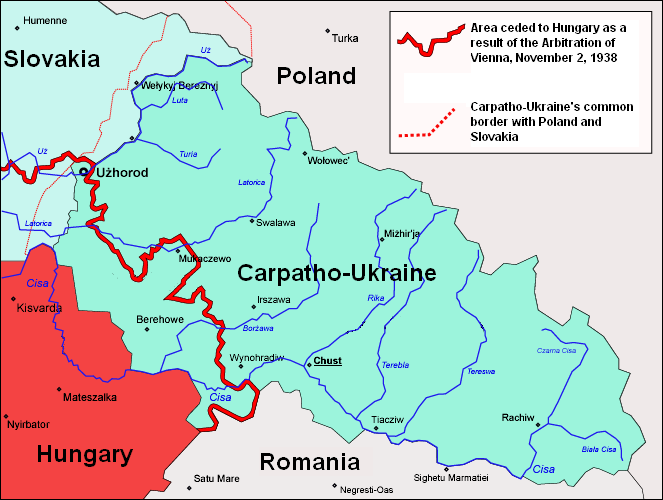 Humenne
Slovakia
Turka
Poland
Area ceded to Hungary as a
result of the Arbitration of
Vienna, November 2, 1938
Carpatho-Ukraine's common
border with Poland and
Slovakia
Uż
Wełykyj Bereznyj
Luta
Uż
Turia
Użhorod
Wołowec'
Latorica
Latorica
Swalawa
Miżhir'ja
Mukaczewo
Cisa
Carpatho-Ukraine
Kisvarda
Irszawa
Rika
Berehowe
Borżawa
Czarna Cisa
Wynohradiw
Chust
Terebla
Tereswa
Mateszalka
Cisa
Nyirbator
Tiacziw
Rachiw
Hungary
Romania
Biała Cisa
Satu Mare
Sighetu Marmatiei
Cisa
Negresti-Oas